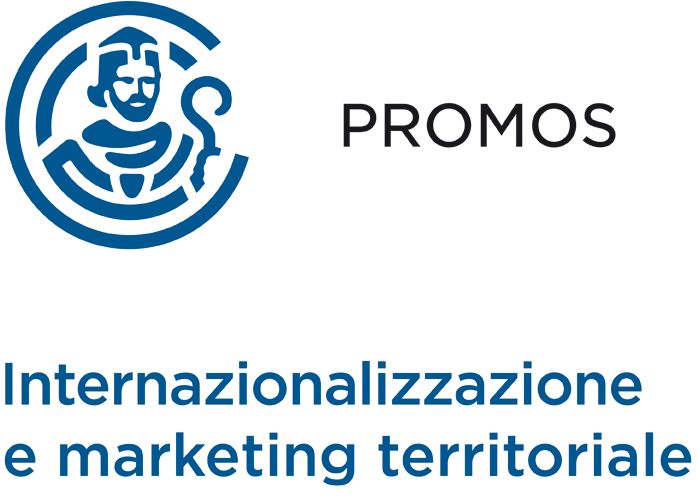 PROMOS
Internazionalizzazione
e marketing territoriale